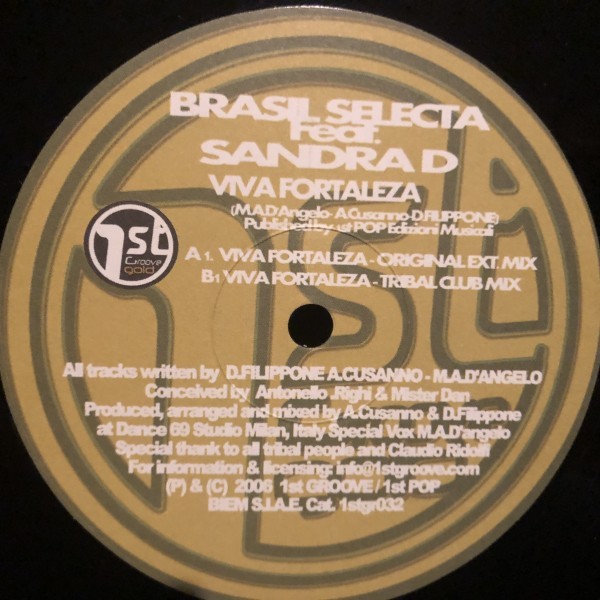 BRASIL SELECTA
Feat.
SANDRA D
VIVA FORTALEZA
(M.A.D'Angelo- A.Cusanno-D.FILIPPONE)
Published by 1st POP Edizioni Musicali
1St
Groove
gold
A 1. VIVA FORTALEZA - ORIGINAL EXT. MIX
B1 VIVA FORTALEZA - TRIBAL CLUB MIX
All tracks written by D.FILIPPONE A.CUSANNO - M.A.D'ANGELO
Conceived by Antonello .Righi & Mister Dan
Produced, arranged and mixed by A.Cusanno & D.Filippone
at Dance 69 Studio Milan, Italy Special Vox M.A.D'angelo
Special thank to all tribal people and Claudio Ridolfi
For information & licensing: info@1stgroove.com
(P) & (C) 2006 1st GROOVE / 1st POP
BIEM S.I.A.E. Cat. 1stgr032